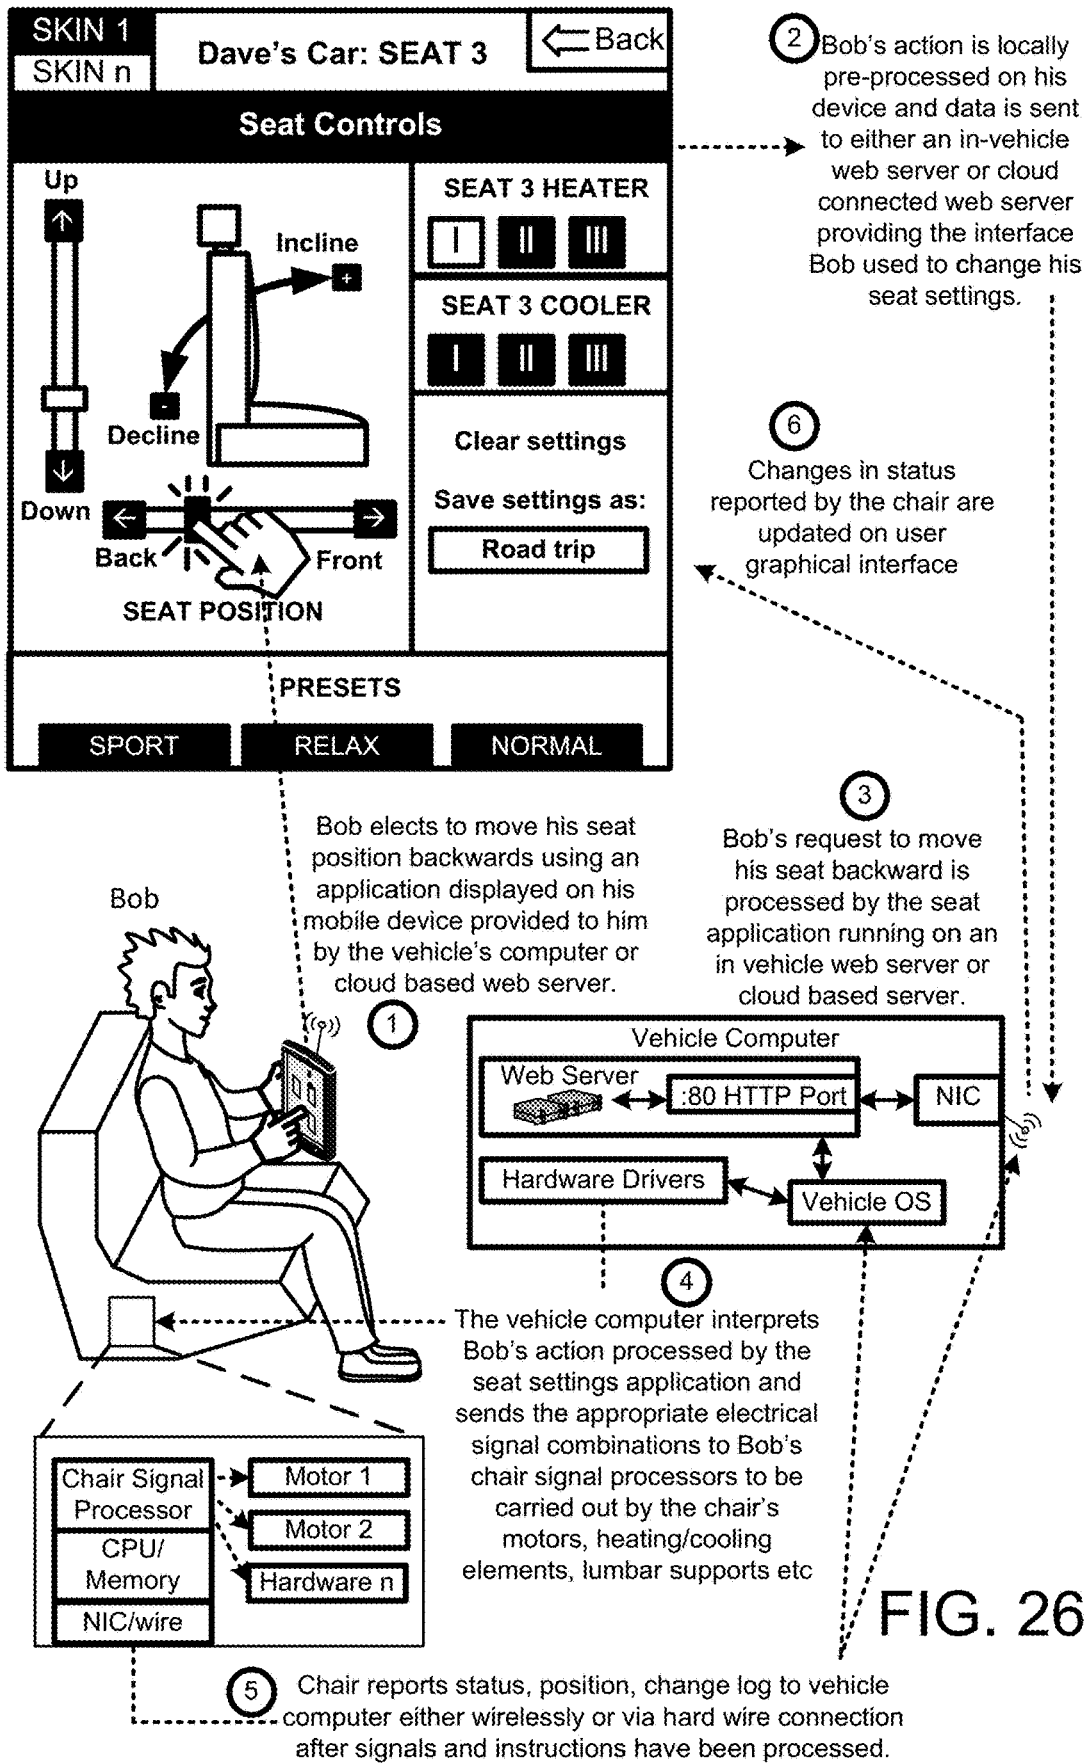 SKIN 1
SKIN n
Dave's Car: SEAT 3
Back
Seat Controls
Up
Incline
+
-
Decline
Down
Back
Front
SEAT POSITION
SEAT 3 HEATER
I II III
SEAT 3 COOLER
I II III
Clear settings
Save settings as:
Road trip
PRESETS
SPORT
RELAX
NORMAL
2
Bob's action is locally
pre-processed on his
device and data is sent
to either an in-vehicle
web server or cloud
connected web server
providing the interface
Bob used to change his
seat settings.
6
Changes in status
reported by the chair are
updated on user
graphical interface
Bob elects to move his seat
position backwards using an
application displayed on his
mobile device provided to him
by the vehicle's computer or
cloud based web server.
1
Bob
3
Bob's request to move
his seat backward is
processed by the seat
application running on an
in vehicle web server or
cloud based server.
Vehicle Computer
Web Server
:80 HTTP Port
NIC
Hardware Drivers
Vehicle OS
4
The vehicle computer interprets
Bob's action processed by the
seat settings application and
sends the appropriate electrical
signal combinations to Bob's
chair signal processors to be
carried out by the chair's
motors, heating/cooling
elements, lumbar supports etc
Chair Signal
Processor
CPU/
Memory
NIC/wire
Motor 1
Motor 2
Hardware n
FIG. 26
5
Chair reports status, position, change log to vehicle
computer either wirelessly or via hard wire connection
after signals and instructions have been processed.